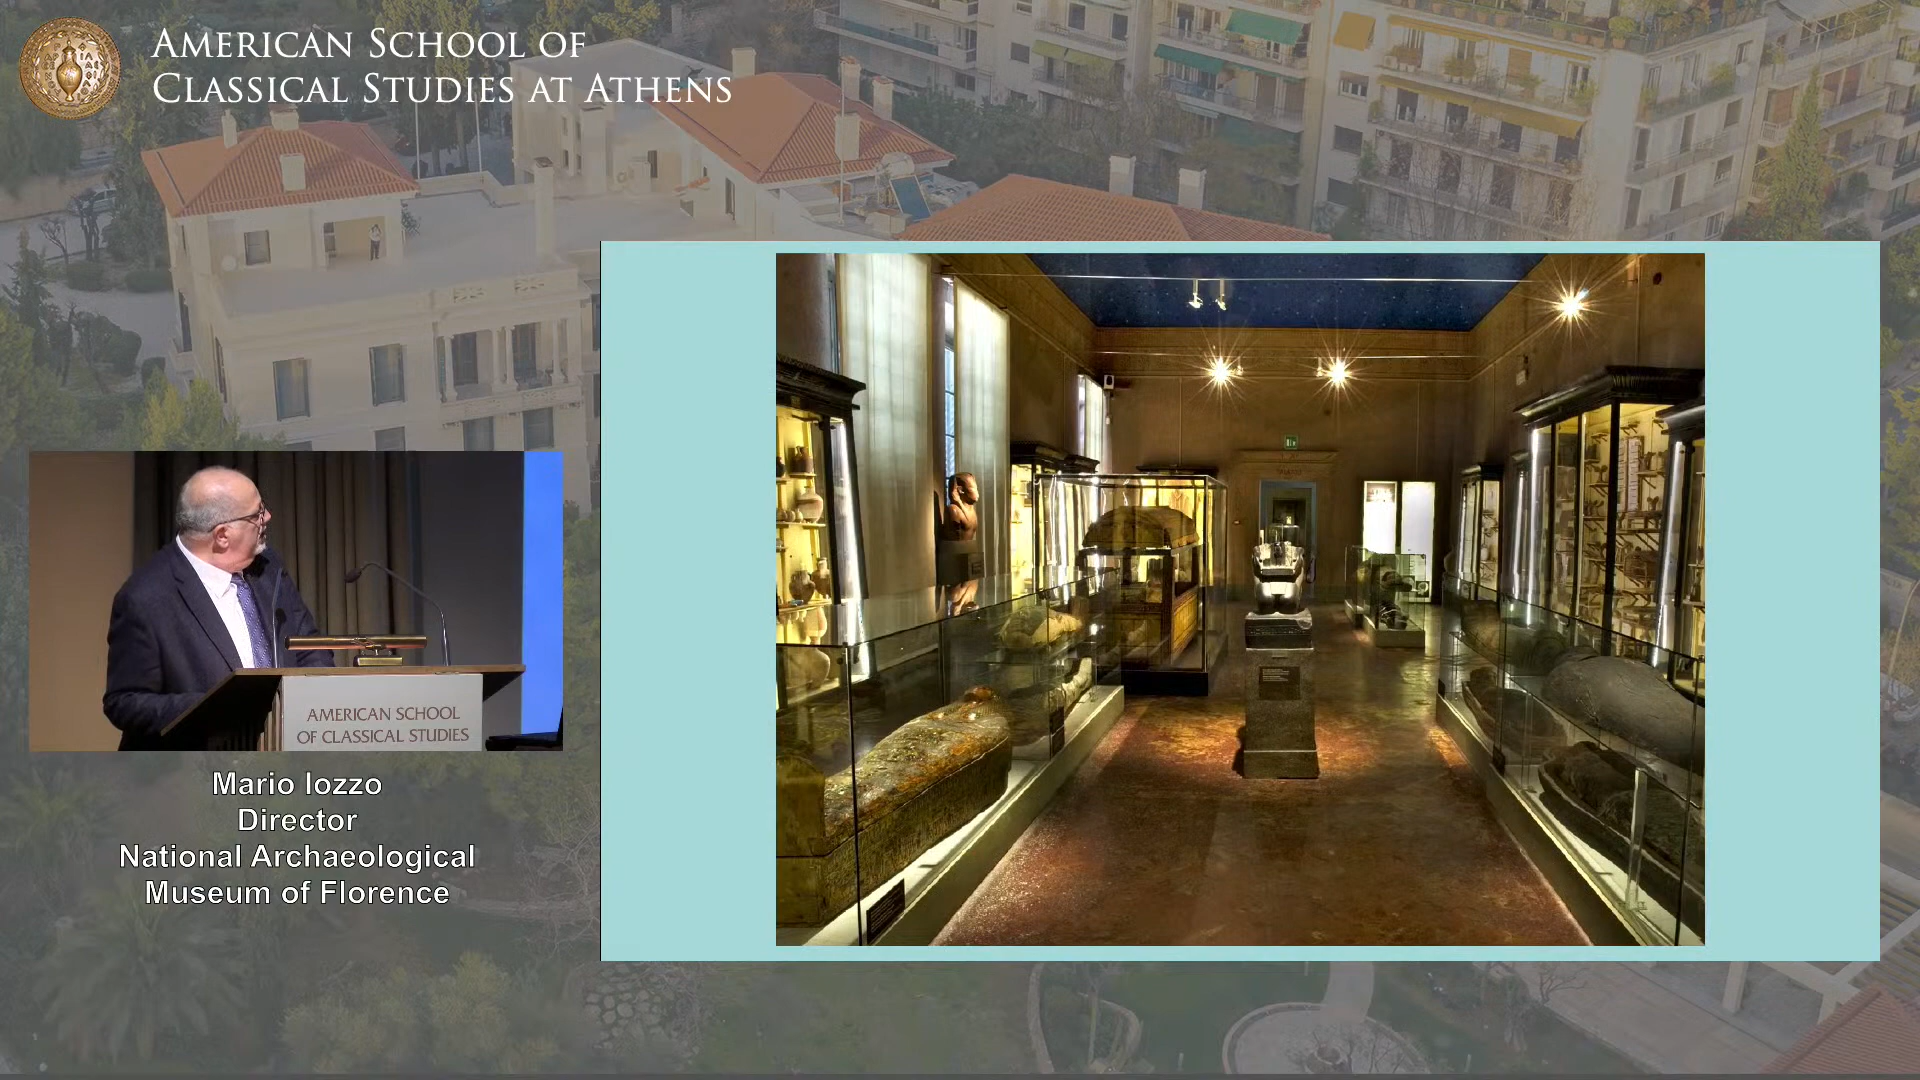 AMERICAN SCHOOL OF
CLASSICAL STUDIES AT ATHENS
AMERICAN SCHOOL
OF CLASSICAL STUDIES
Mario Iozzo
Director
National Archaeological
Museum of Florence